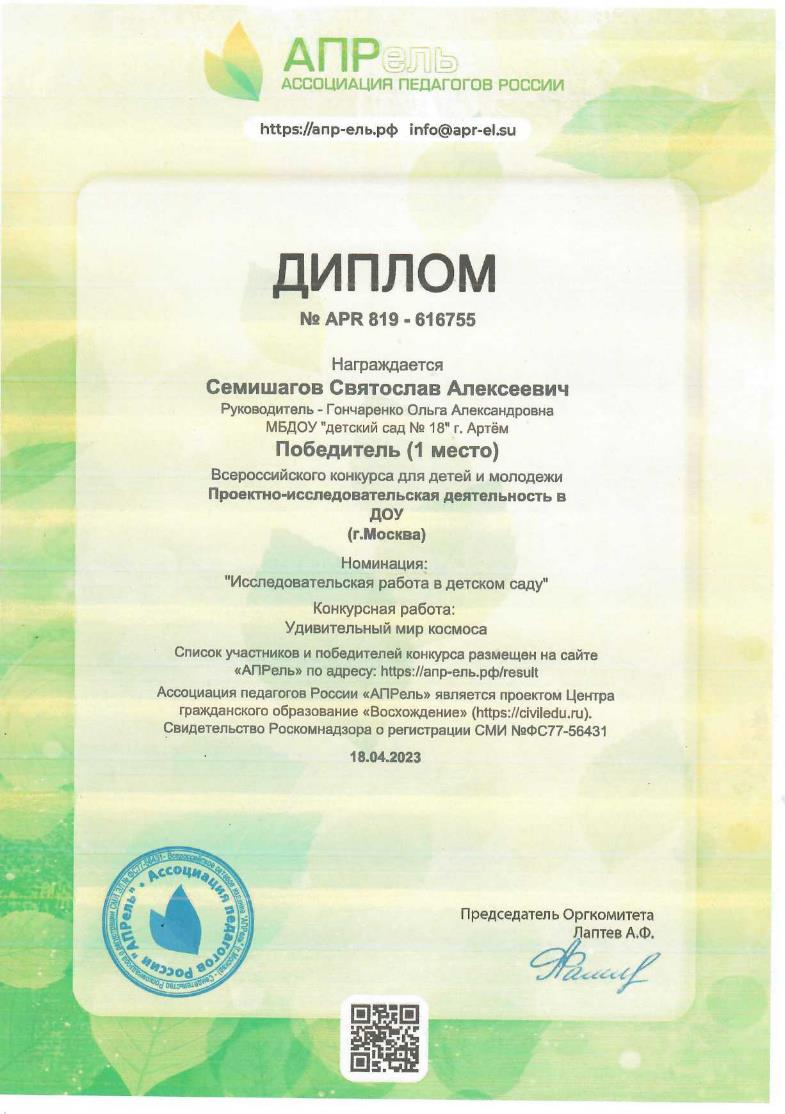 АПРель
АССОЦИАЦИЯ ПЕДАГОГОВ РОССИИ
https://апр-ель.рф info@apr-el.su
ДИПЛОМ
№ APR 819 - 616755
Награждается
Семишагов Святослав Алексеевич
Руководитель - Гончаренко Ольга Александровна
МБДОУ "детский сад № 18" г. Артём
Победитель (1 место)
Всероссийского конкурса для детей и молодежи
Проектно-исследовательская деятельность в
ДОУ
(г.Москва)
Номинация:
"Исследовательская работа в детском саду"
Конкурсная работа:
Удивительный мир космоса
Список участников и победителей конкурса размещен на сайте
«АПРель» по адресу: https://апр-ель.рф/result
Ассоциация педагогов России «АПРель» является проектом Центра
гражданского образование «Восхождение» (https://civiledu.ru).
Свидетельство Роскомнадзора о регистрации СМИ №ФС77-56431
18.04.2023
Ассоциация педагогов России "АПРель"
Председатель Оргкомитета
Лаптев А.Ф.